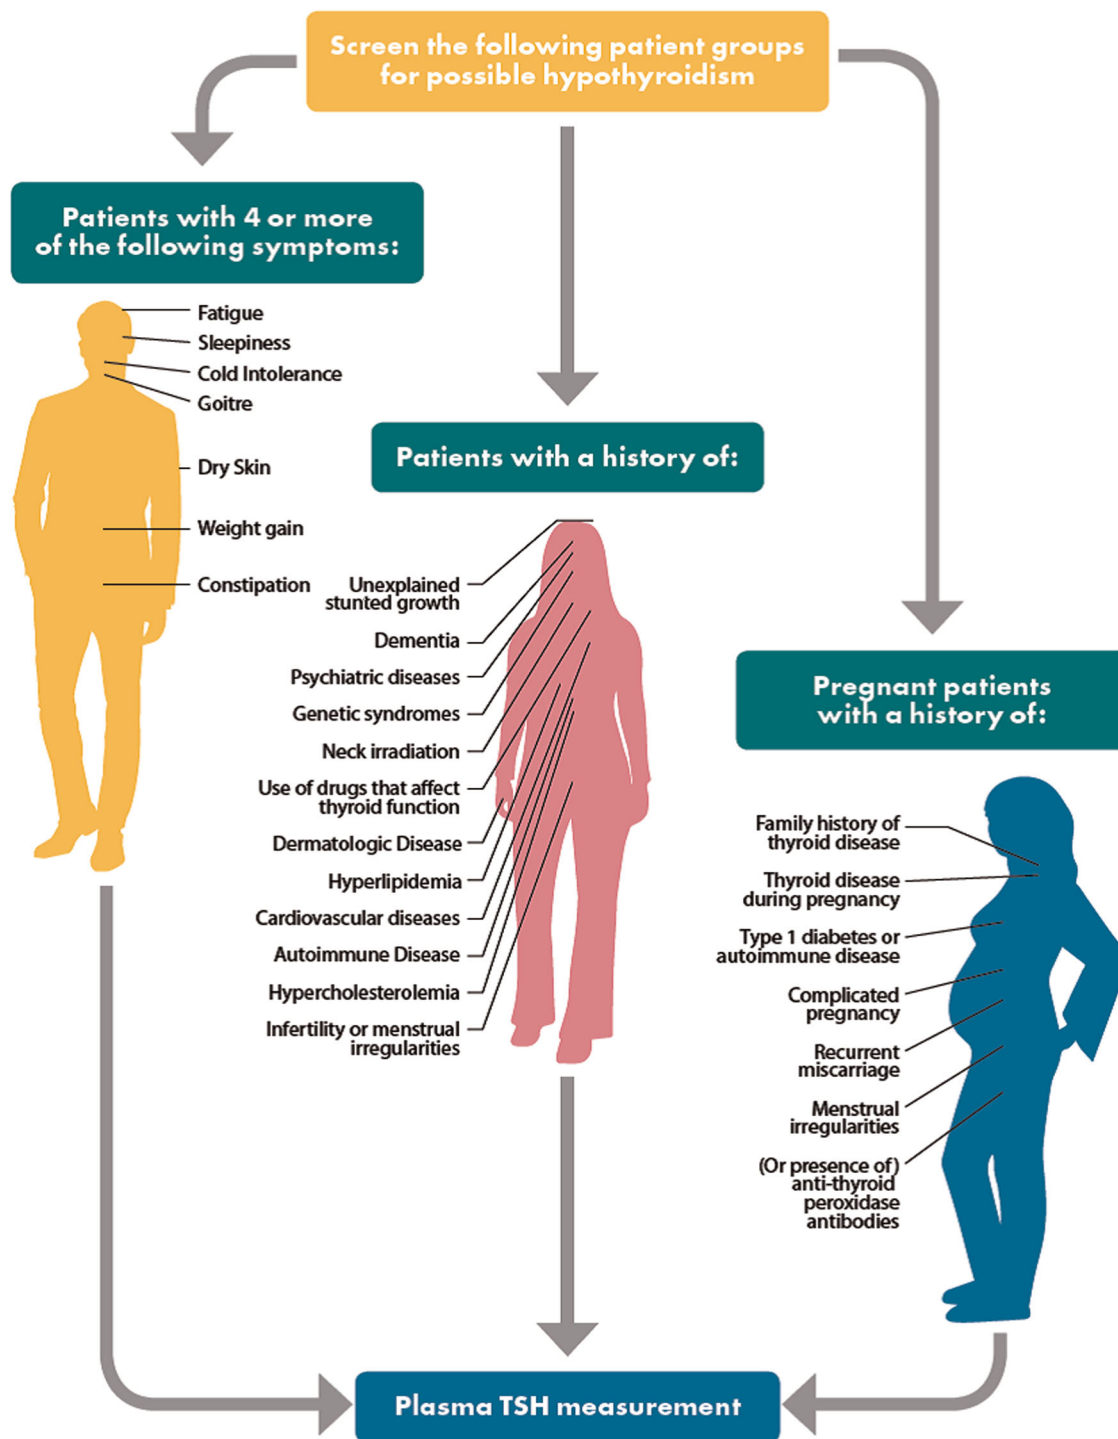 Screen the following patient groups
for possible hypothyroidism
Patients with 4 or more
of the following symptoms:
Fatigue
Sleepiness
Cold Intolerance
Goitre
Dry Skin
Weight gain
Constipation
Patients with a history of:
Unexplained
stunted growth
Dementia
Psychiatric diseases
Genetic syndromes
Neck irradiation
Use of drugs that affect
thyroid function
Dermatologic Disease
Hyperlipidemia
Cardiovascular diseases
Autoimmune Disease
Hypercholesterolemia
Infertility or menstrual
irregularities
Pregnant patients
with a history of:
Family history of
thyroid disease
Thyroid disease
during pregnancy
Type 1 diabetes or
autoimmune disease
Complicated
pregnancy
Recurrent
miscarriage
Menstrual
irregularities
(Or presence of)
anti-thyroid
peroxidase
antibodies
Plasma TSH measurement